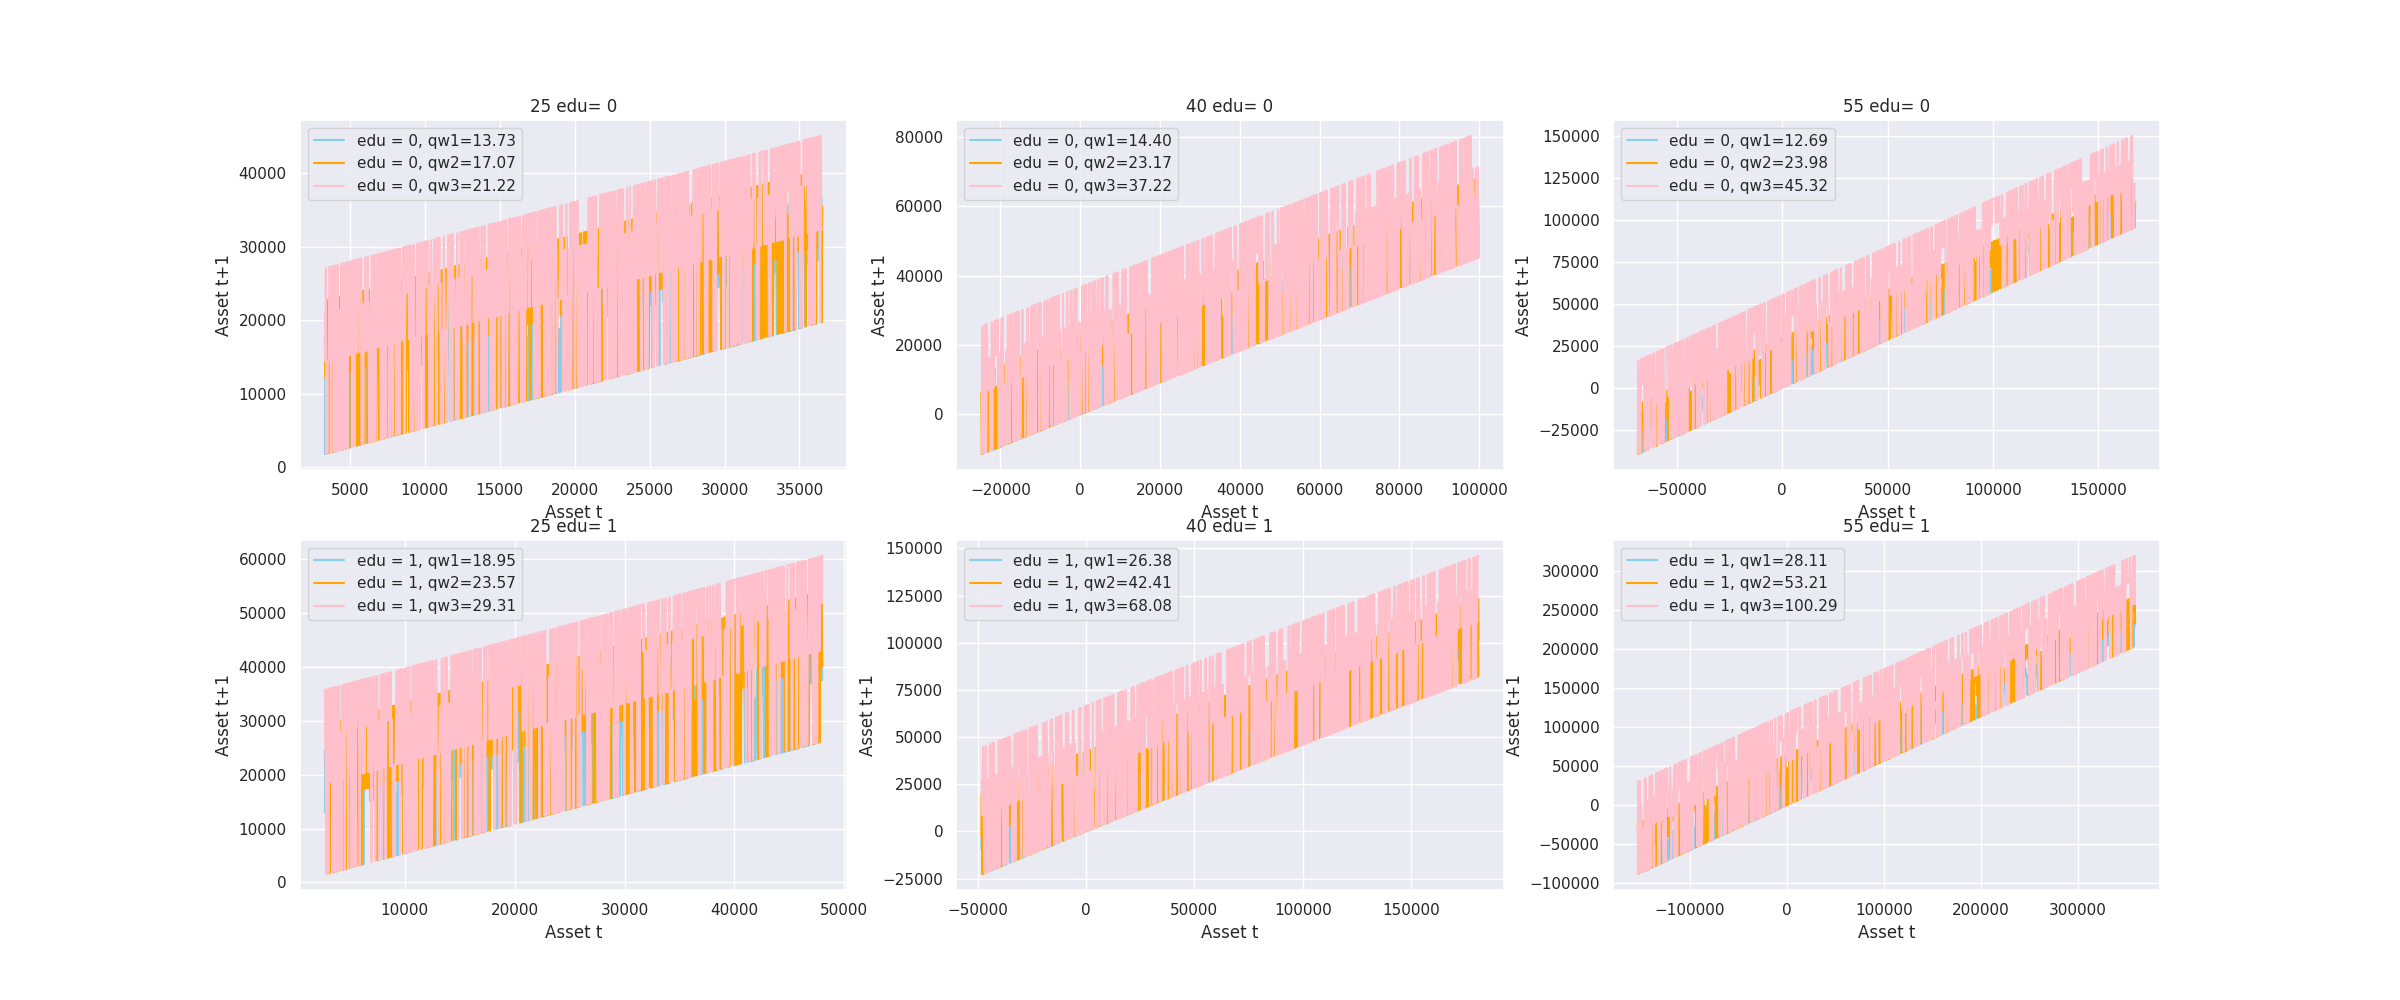 25 edu= 0
edu = 0, qw1=13.73
edu = 0, qw2=17.07
edu = 0, qw3=21.22
Asset t+1
40000
30000
20000
10000
0
5000 10000 15000 20000 25000 30000 35000
Asset t
40 edu= 0
edu = 0, qw1=14.40
edu = 0, qw2=23.17
edu = 0, qw3=37.22
Asset t+1
80000
60000
40000
20000
0
−20000 0 20000 40000 60000 80000 100000
Asset t
55 edu= 0
edu = 0, qw1=12.69
edu = 0, qw2=23.98
edu = 0, qw3=45.32
Asset t+1
150000
125000
100000
75000
50000
25000
0
−25000
−50000 0 50000 100000 150000
Asset t
25 edu= 1
edu = 1, qw1=18.95
edu = 1, qw2=23.57
edu = 1, qw3=29.31
Asset t+1
60000
50000
40000
30000
20000
10000
0
10000 20000 30000 40000 50000
Asset t
40 edu= 1
edu = 1, qw1=26.38
edu = 1, qw2=42.41
edu = 1, qw3=68.08
Asset t+1
150000
125000
100000
75000
50000
25000
0
−25000
−50000 0 50000 100000 150000
Asset t
55 edu= 1
edu = 1, qw1=28.11
edu = 1, qw2=53.21
edu = 1, qw3=100.29
Asset t+1
300000
250000
200000
150000
100000
50000
0
−50000
−100000
−100000 0 100000 200000 300000
Asset t